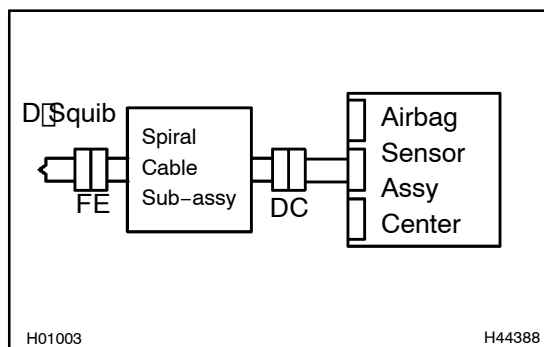 D Squib
Spiral
Cable
Sub-assy
FE
DC
Airbag
Sensor
Assy
Center
H01003
H44388